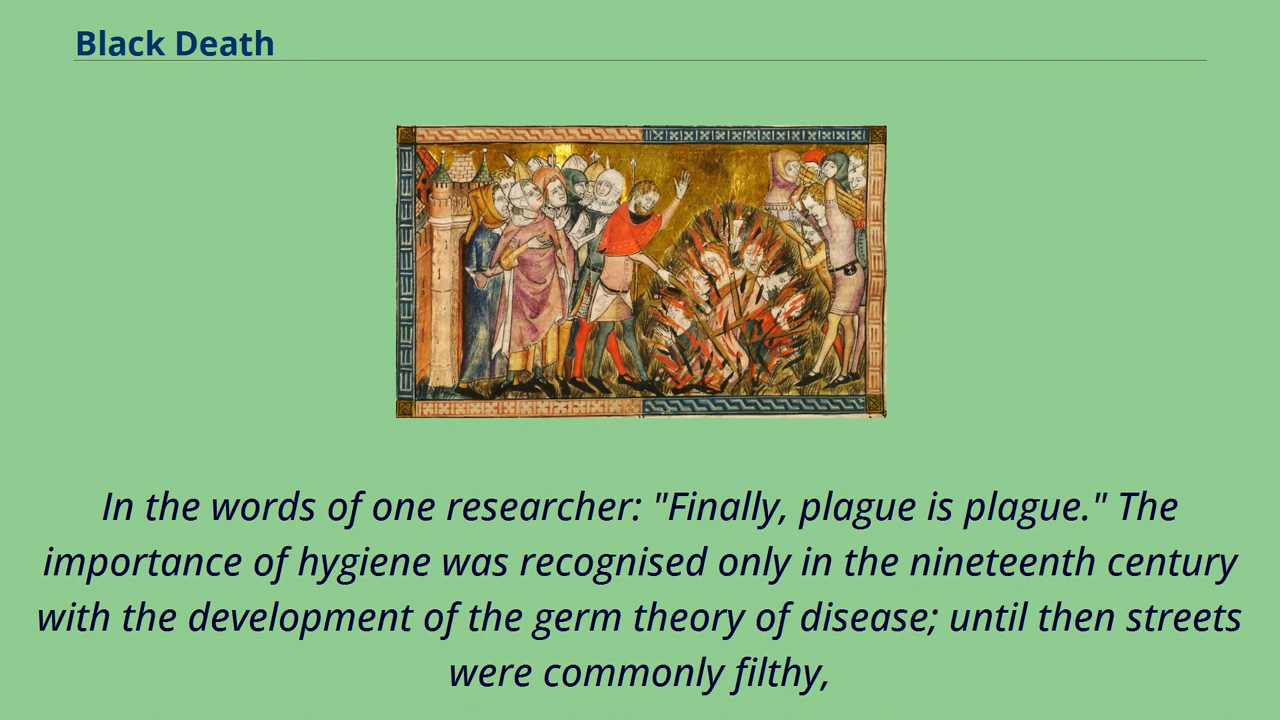 Black Death
In the words of one researcher: "Finally, plague is plague." The
importance of hygiene was recognised only in the nineteenth century
with the development of the germ theory of disease; until then streets
were commonly filthy,